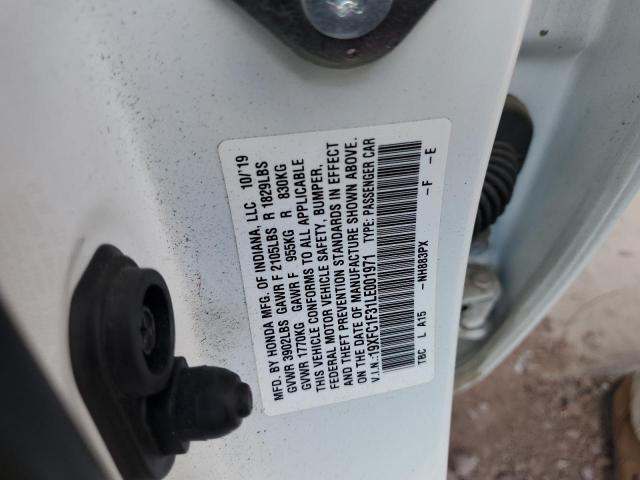 MFD. BY HONDA MFG. OF INDIANA, LLC 10/'19
GVWR 3902LBS GAWR F 2105LBS R 1829LBS
GVWR 1770KG GAWR F 955KG R 830KG
THIS VEHICLE CONFORMS TO ALL APPLICABLE
FEDERAL MOTOR VEHICLE SAFETY, BUMPER,
AND THEFT PREVENTION STANDARDS IN EFFECT
ON THE DATE OF MANUFACTURE SHOWN ABOVE.
V.I.N.:19XFC1F31LE001971 TYPE: PASSENGER CAR
-NH883PX -F -E
TBC L A15